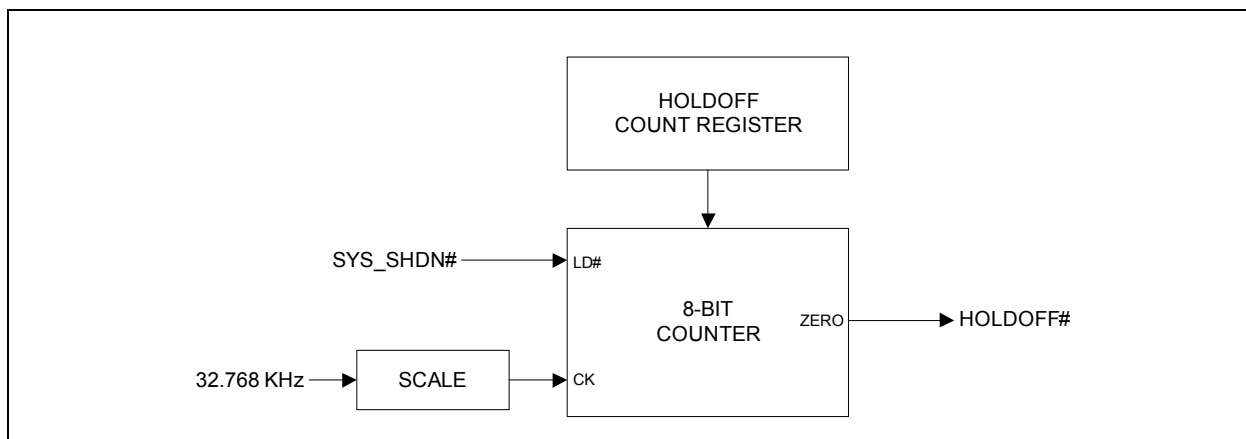 HOLDOFF
COUNT REGISTER
SYS_SHDN#
LD#
8-BIT
COUNTER
ZERO
HOLDOFF#
32.768 KHz
SCALE
CK